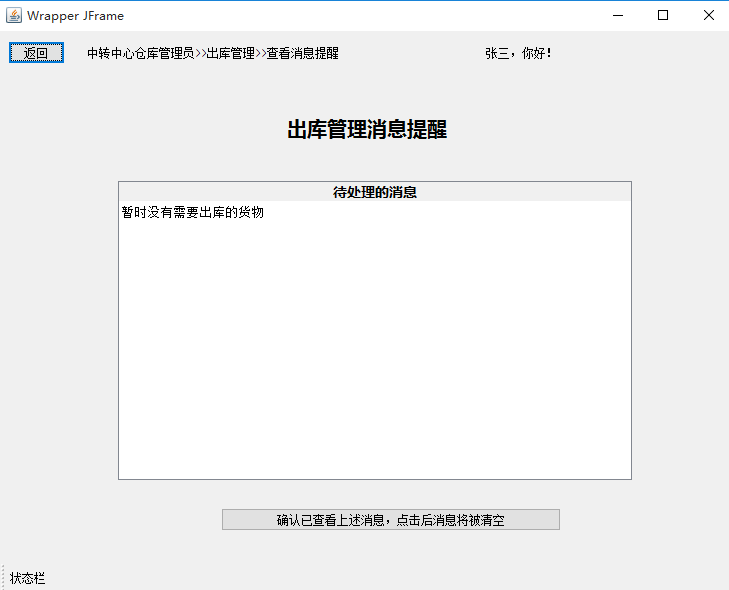 Wrapper JFrame
返回 中转中心仓库管理员>>出库管理>>查看消息提醒 张三，你好！
出库管理消息提醒
待处理的消息
暂时没有需要出库的货物
确认已查看上述消息，点击后消息将被清空
状态栏